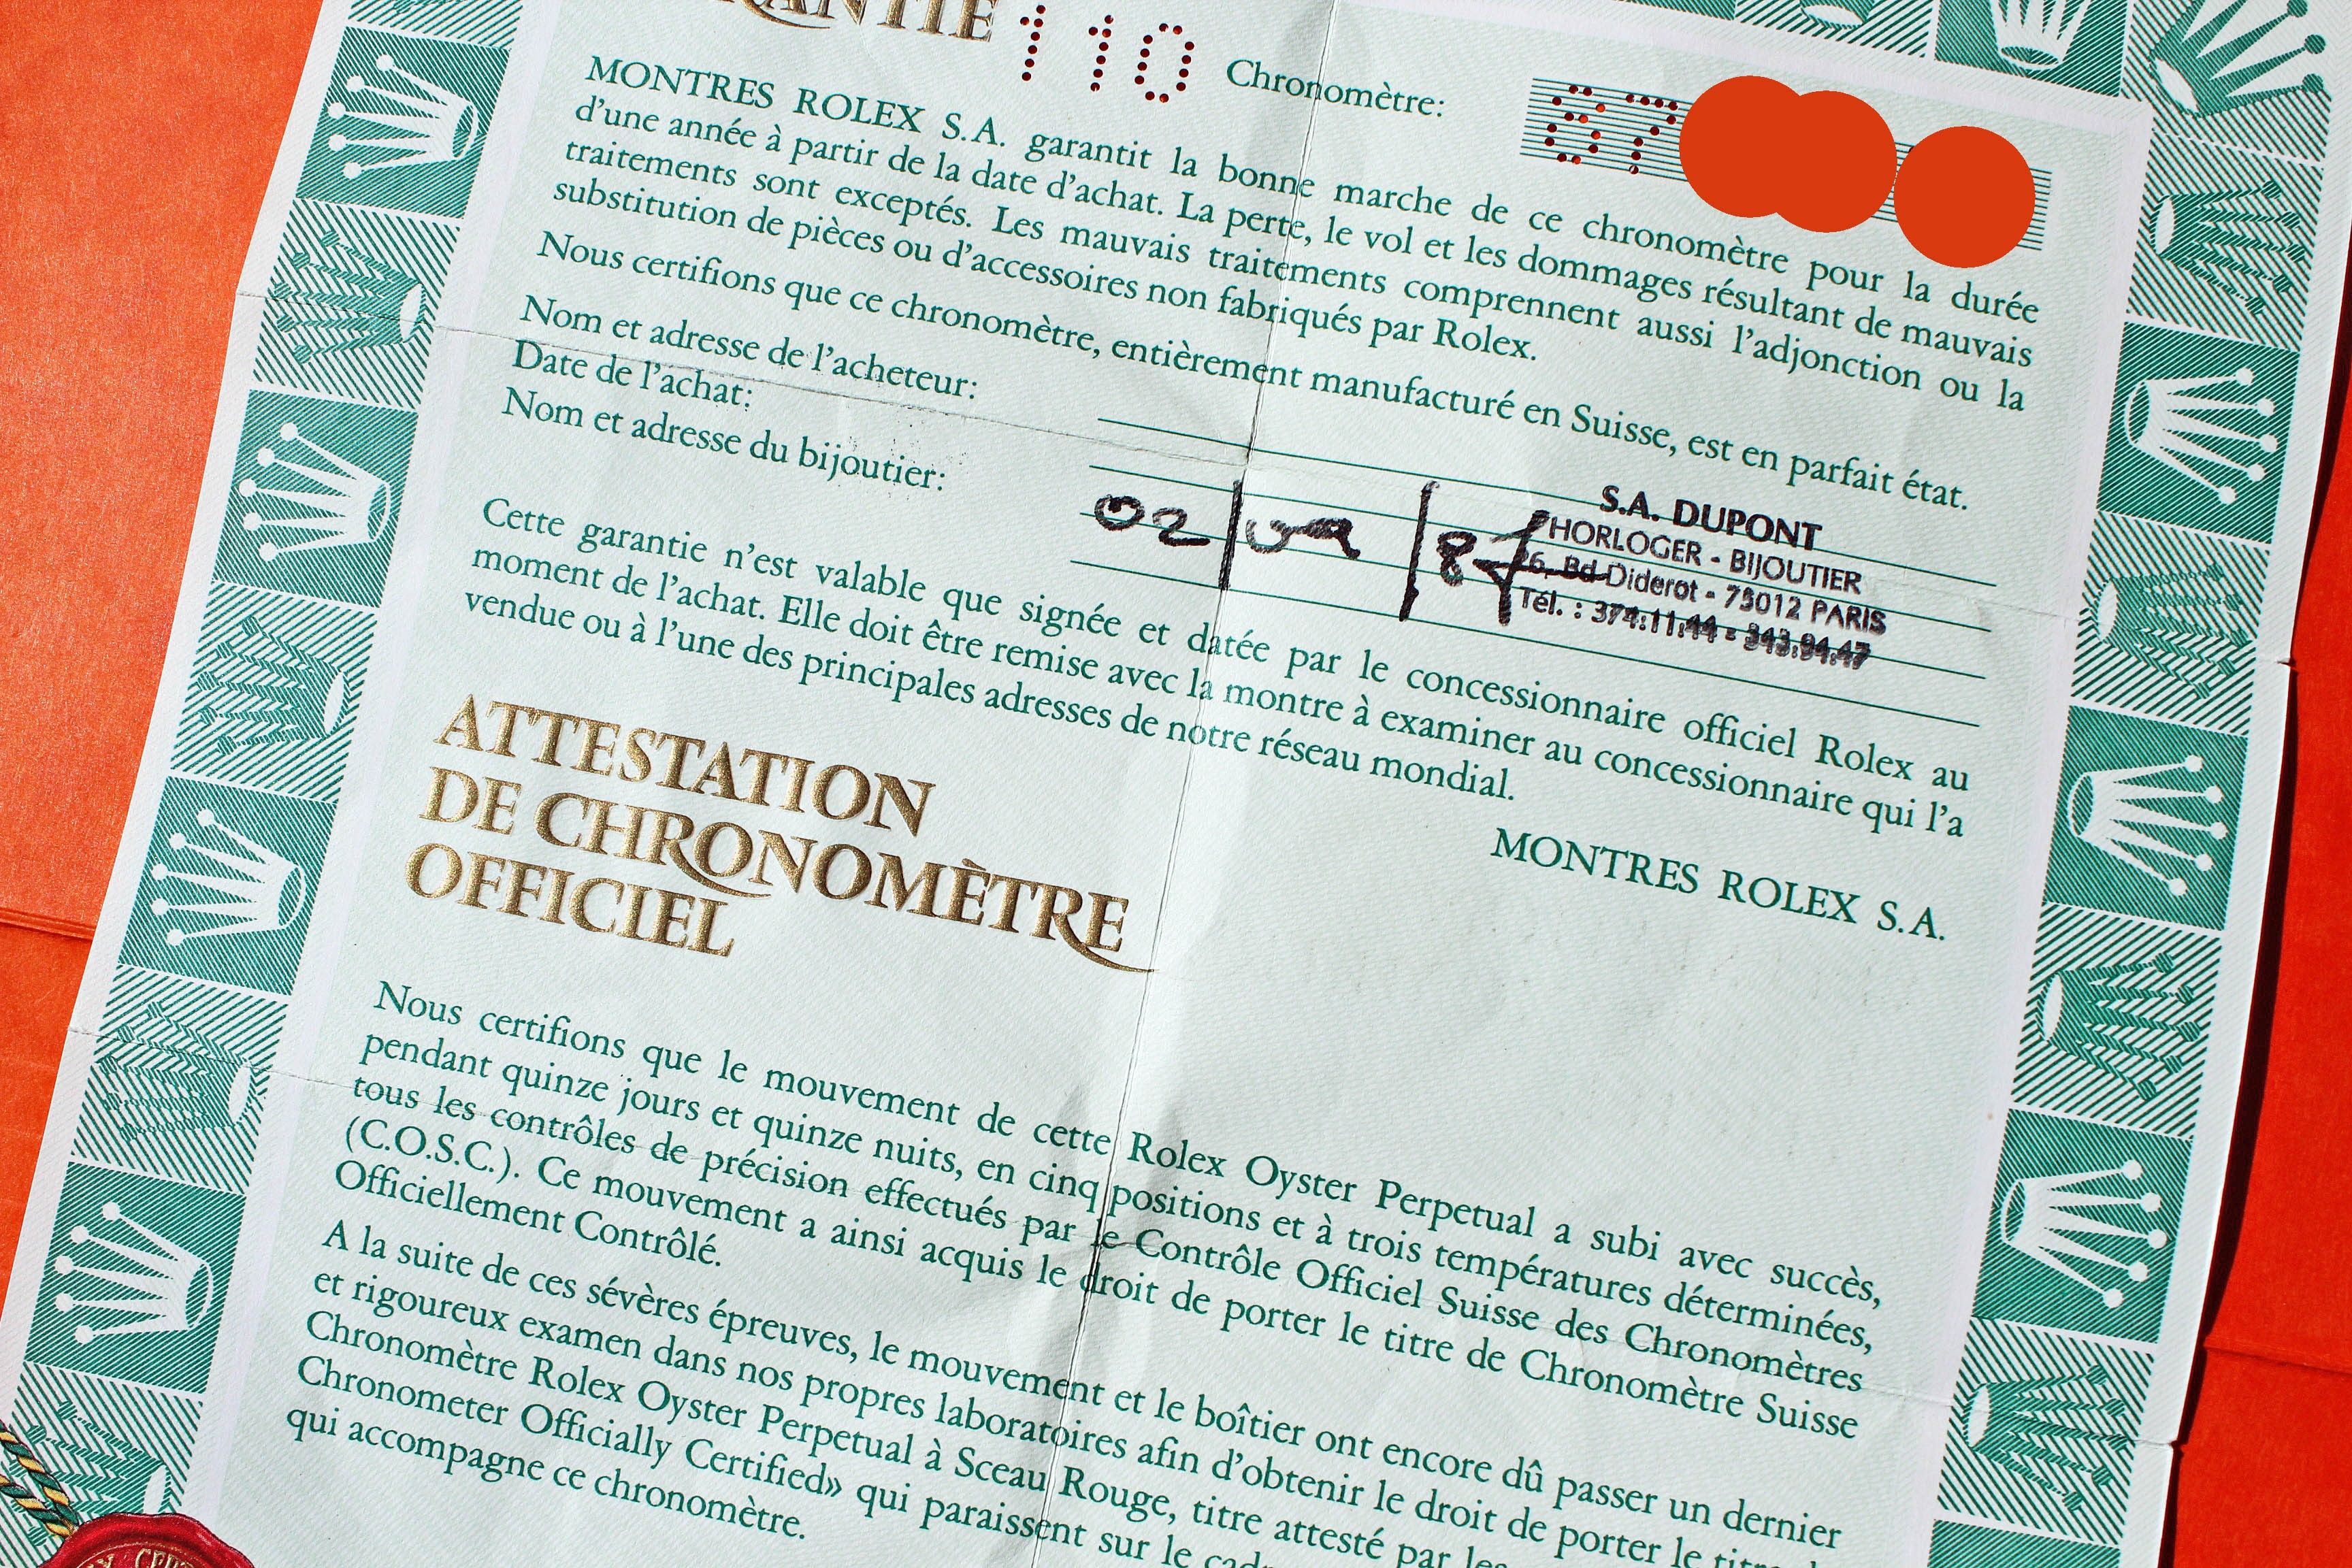 110 Chronomètre: 87
MONTRES ROLEX S.A. garantit la bonne marche de ce chronomètre pour la durée
d'une année à partir de la date d'achat. La perte, le vol et les dommages résultant de mauvais
traitements sont exceptés. Les mauvais traitements comprennent aussi l'adjonction ou la
substitution de pièces ou d'accessoires non fabriqués par Rolex.
Nous certifions que ce chronomètre, entièrement manufacturé en Suisse, est en parfait état.
Nom et adresse de l'acheteur:
Date de l'achat:
Nom et adresse du bijoutier:
S.A. DUPONT
HORLOGER - BIJOUTIER
26, Bd Diderot - 75012 PARIS
Tél. : 374.11.44 - 343.94.47
Cette garantie n'est valable que signée et datée par le concessionnaire officiel Rolex au
moment de l'achat. Elle doit être remise avec la montre à examiner au concessionnaire qui l'a
vendue ou à l'une des principales adresses de notre réseau mondial.
MONTRES ROLEX S.A.
ATTESTATION
DE CHRONOMÈTRE
OFFICIEL
Nous certifions que le mouvement de cette Rolex Oyster Perpetual a subi avec succès,
pendant quinze jours et quinze nuits, en cinq positions et à trois températures déterminées,
tous les contrôles de précision effectués par le Contrôle Officiel Suisse des Chronomètres
(C.O.S.C.). Ce mouvement a ainsi acquis le droit de porter le titre de Chronomètre Suisse
Officiellement Contrôlé.
A la suite de ces sévères épreuves, le mouvement et le boîtier ont encore dû passer un dernier
et rigoureux examen dans nos propres laboratoires afin d'obtenir le droit de porter le titre
Chronomètre Rolex Oyster Perpetual à Sceau Rouge, titre attesté par les
Chronometer Officially Certified» qui paraissent sur le
qui accompagne ce chronomètre.